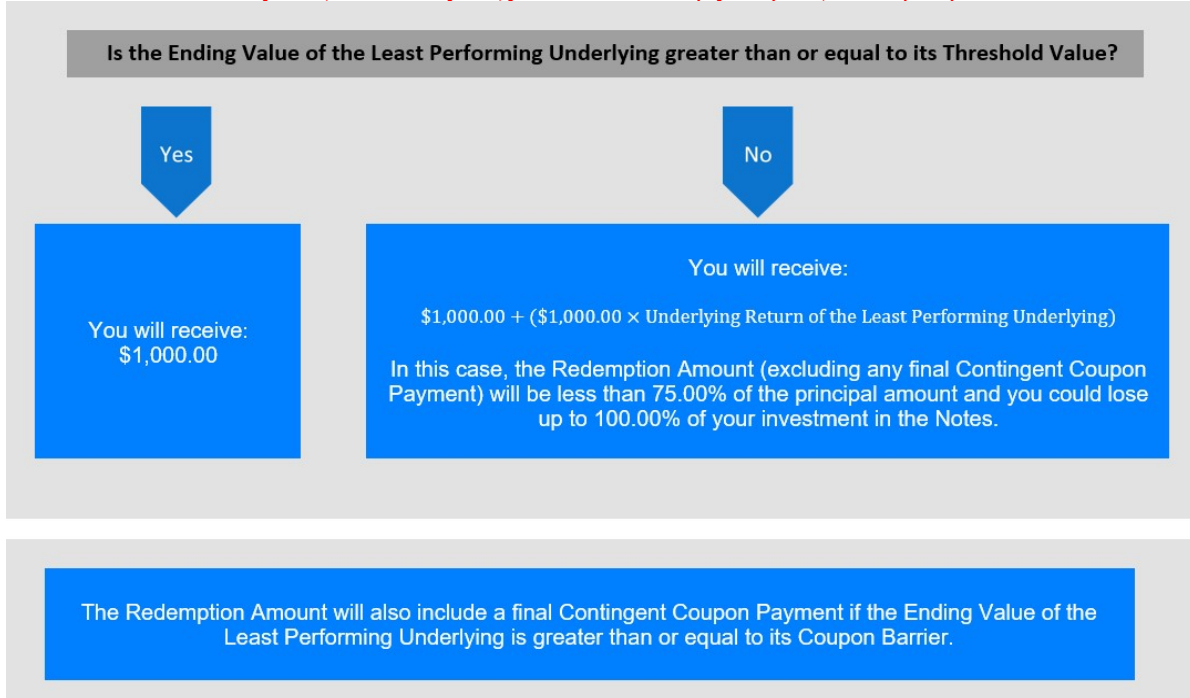 Is the Ending Value of the Least Performing Underlying greater than or equal to its Threshold Value?
Yes
No
You will receive:
$1,000.00
You will receive:
$1,000.00 + ($1,000.00 × Underlying Return of the Least Performing Underlying)
In this case, the Redemption Amount (excluding any final Contingent Coupon
Payment) will be less than 75.00% of the principal amount and you could lose
up to 100.00% of your investment in the Notes.
The Redemption Amount will also include a final Contingent Coupon Payment if the Ending Value of the
Least Performing Underlying is greater than or equal to its Coupon Barrier.